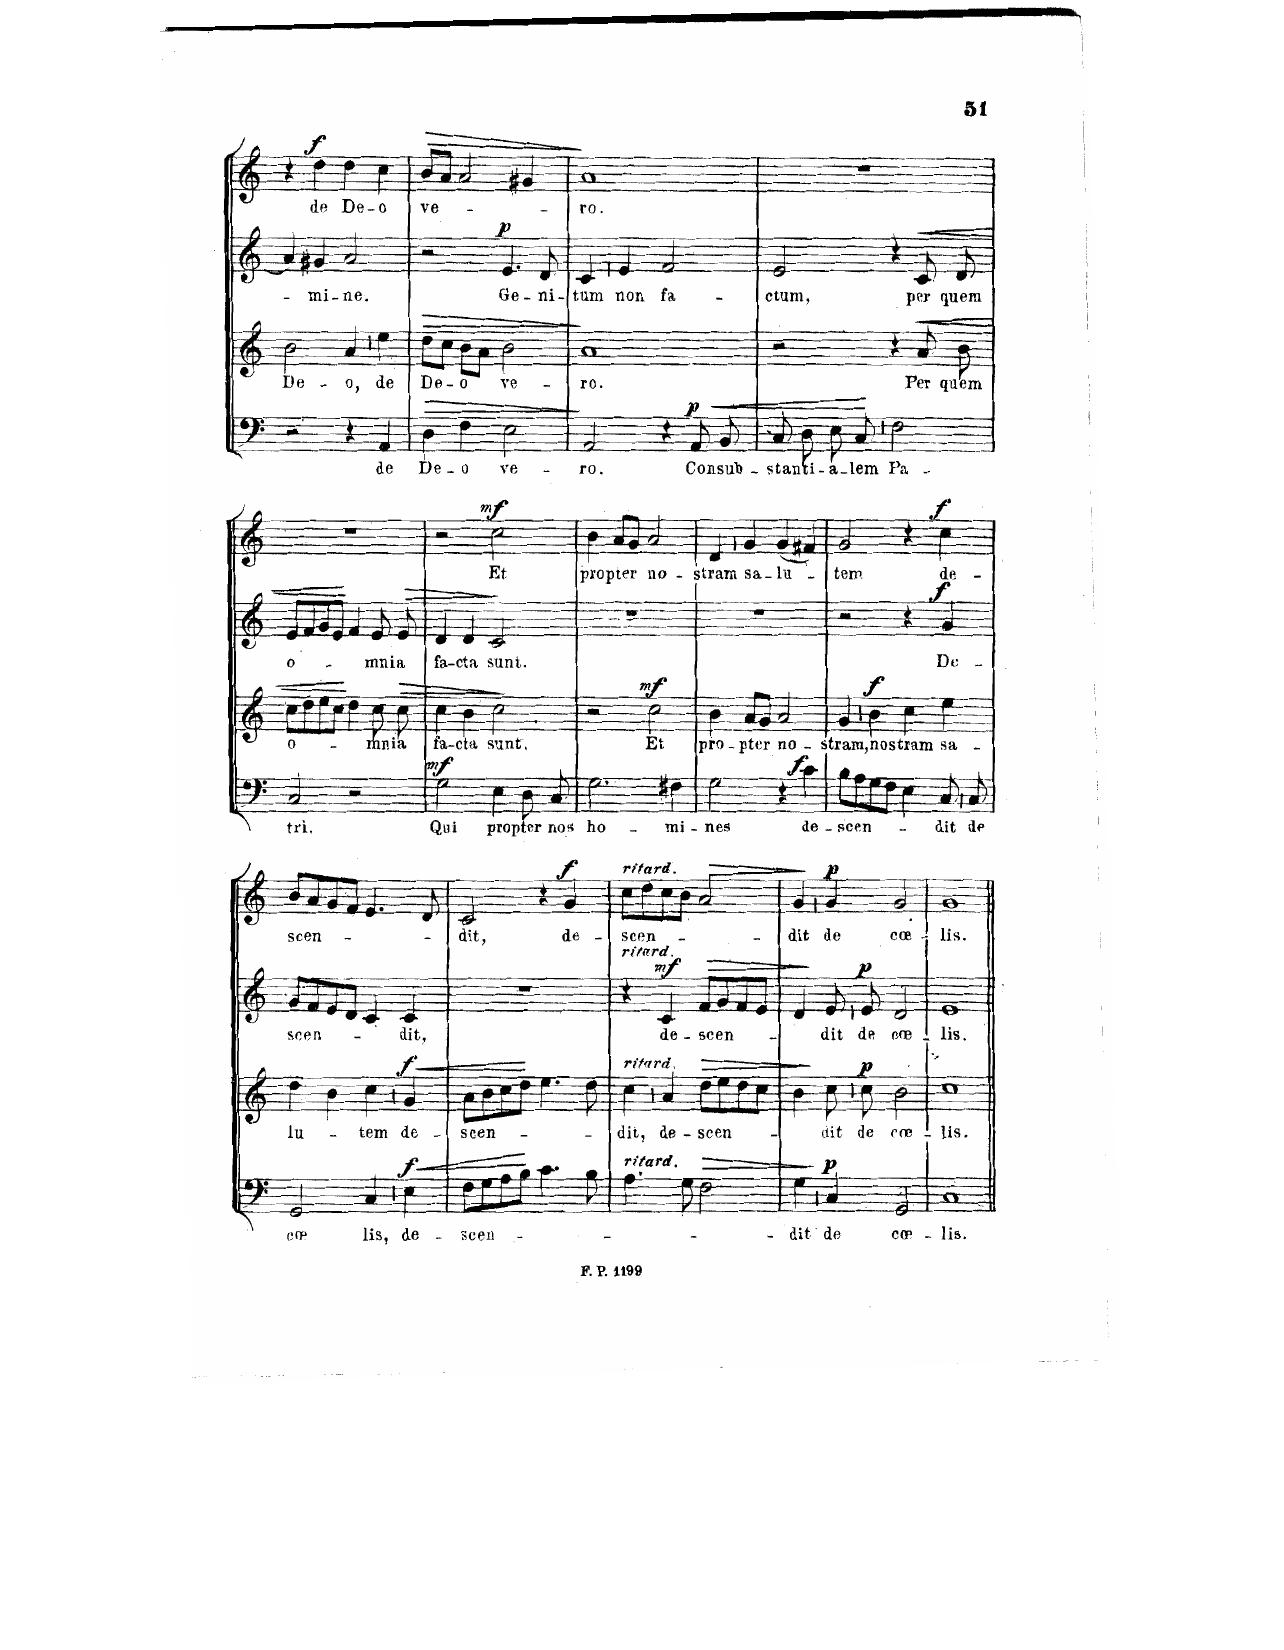 51
f
de De-o ve - - ro.
p
- mi-ne. Ge-ni-tum non fa - ctum, per quem
De - o, de De-o ve - ro. Per quem
p
de De-o ve - ro. Consub-stanti-a-lem Pa -
mf f
Et propter no-stram sa-lu - tem de -
f
o - mnia fa-cta sunt. De -
mf f
o - mnia fa-cta sunt. Et pro-pter no-stram, nostram sa -
mf f
tri. Qui propter nos ho - mi-nes de-scen - dit de
f ritard. p
scen - - dit, de - scen - - dit de cœ - lis.
ritard.
mf p
scen - dit, de-scen - dit de cœ - lis.
f ritard. p
lu - tem de - scen - - dit, de-scen - dit de cœ - lis.
f ritard. p
cœ lis, de - scen - - - - dit de cœ - lis.
F. P. 1199